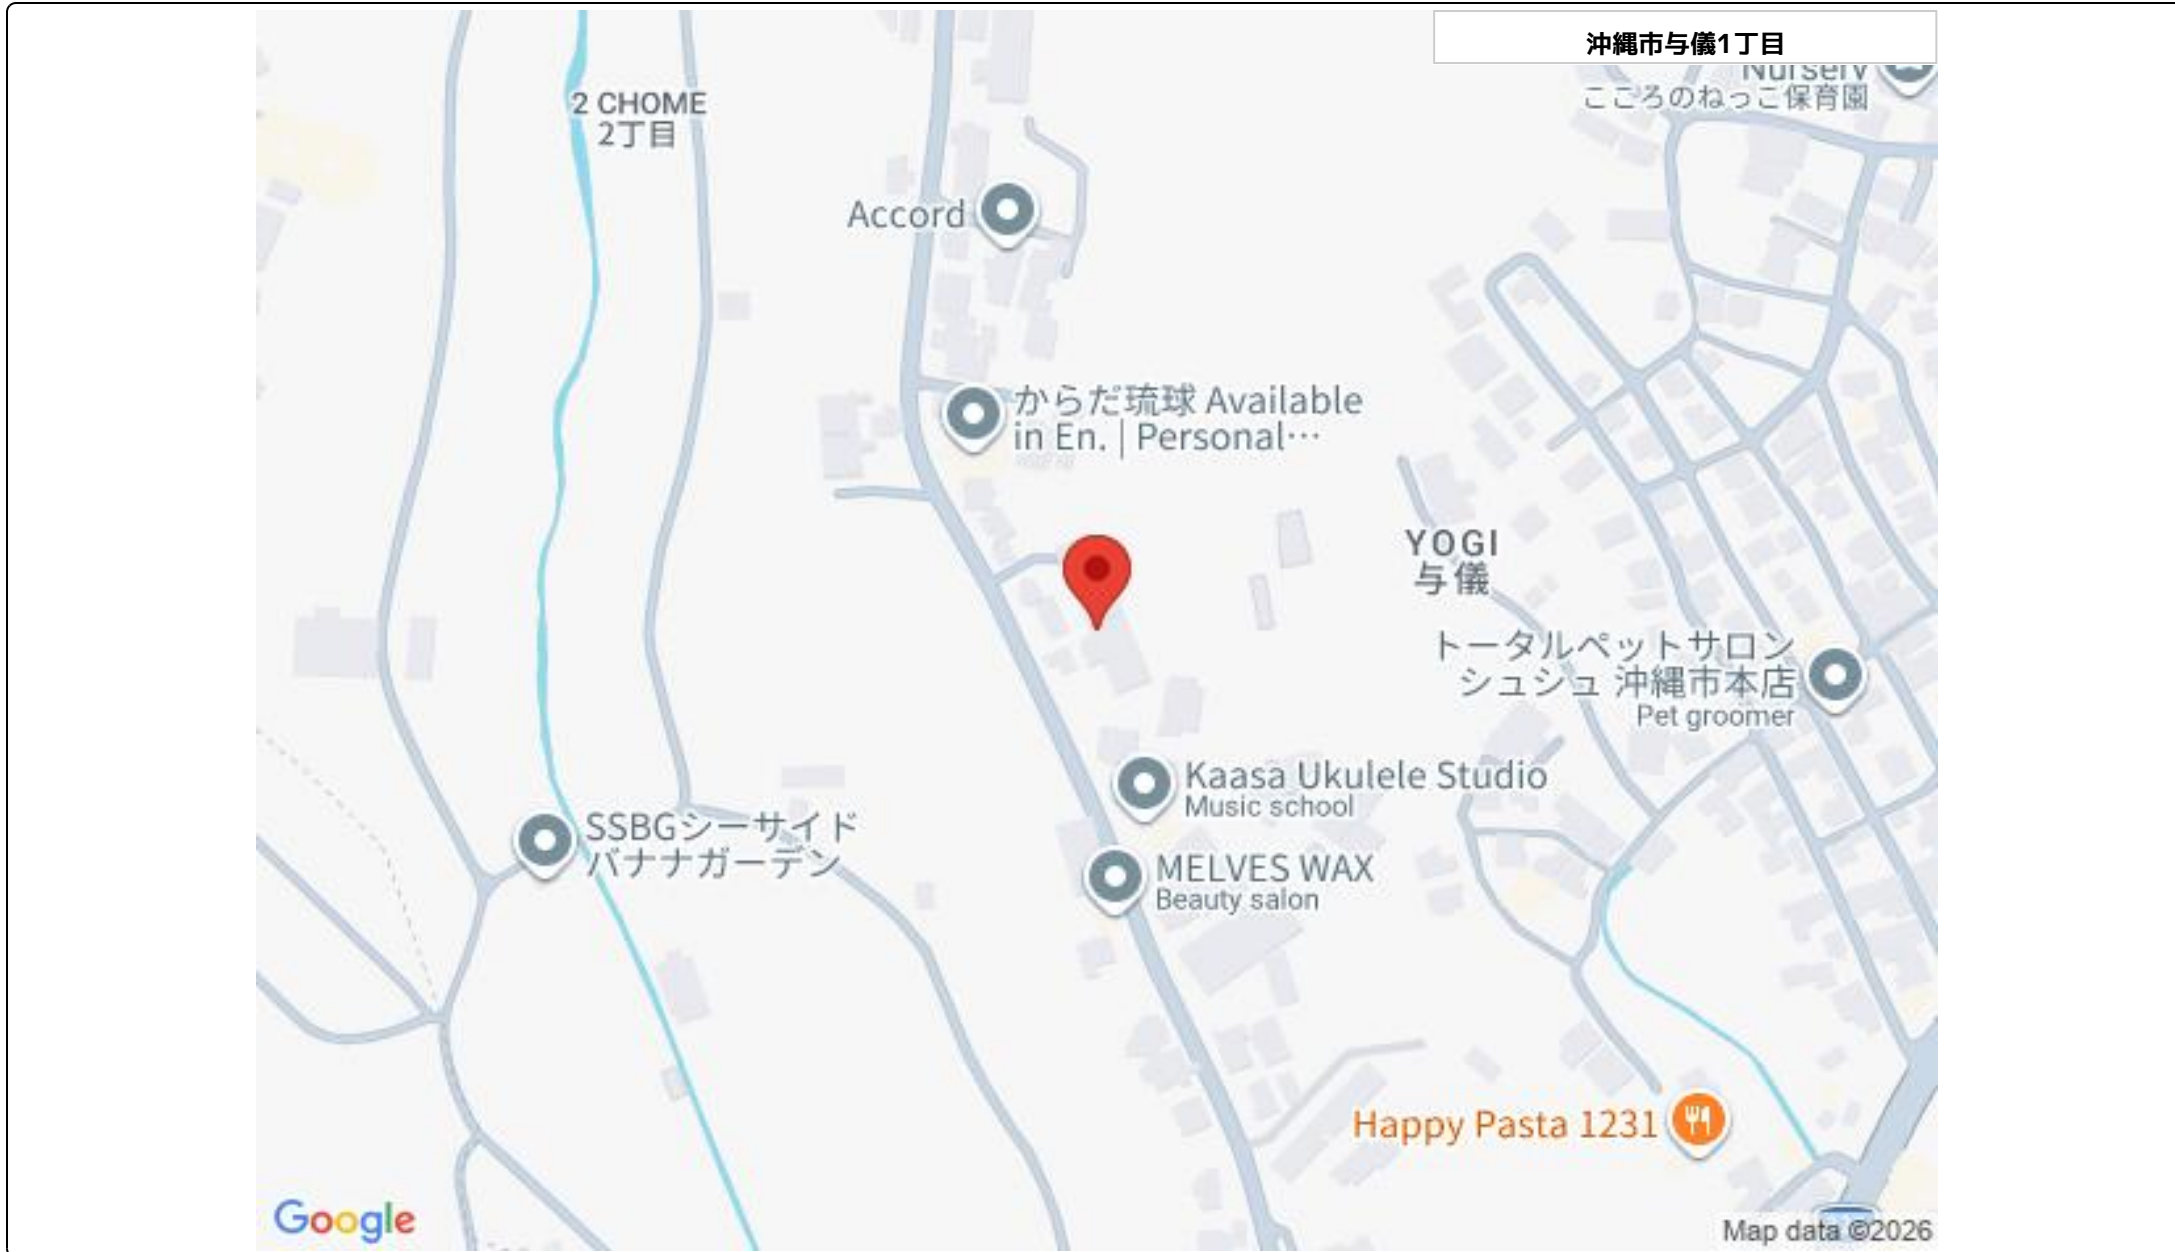 沖縄市与儀1丁目
Nursery
こころのねっこ保育園
2 CHOME
2丁目
Accord
からだ琉球 Available
in En. | Personal…
YOGI
与儀
トータルペットサロン
シュシュ 沖縄市本店
Pet groomer
Kaasa Ukulele Studio
Music school
SSBGシーサイド
バナナガーデン
MELVES WAX
Beauty salon
Happy Pasta 1231
Google
Map data ©2026